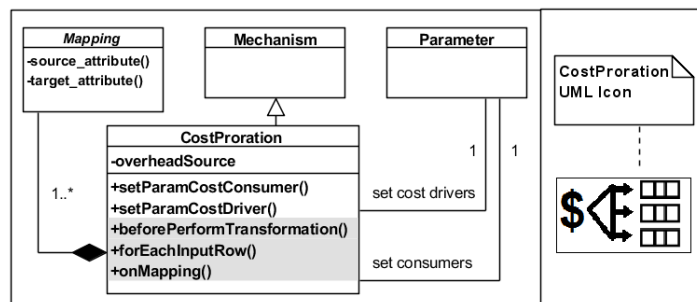 Mapping
-source_attribute()
-target_attribute()
Mechanism
Parameter
CostProration
-overheadSource
+setParamCostConsumer()
+setParamCostDriver()
+beforePerformTransformation()
+forEachInputRow()
+onMapping()
1..*
1
1
set cost drivers
set consumers
CostProration
UML Icon
$